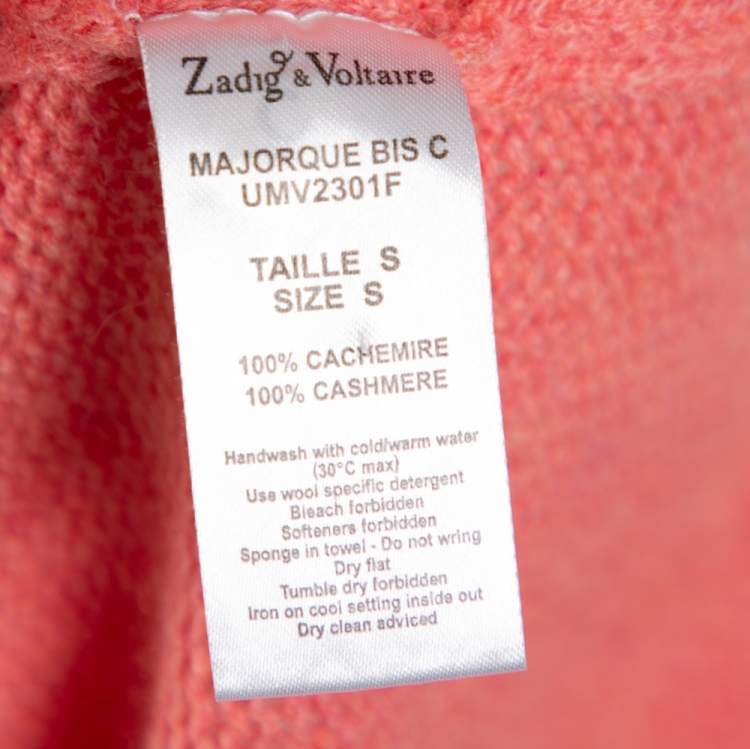 Zadig & Voltaire
MAJORQUE BIS C
UMV2301F
TAILLE S
SIZE S
100% CACHEMIRE
100% CASHMERE
Handwash with cold/warm water
(30°C max)
Use wool specific detergent
Bleach forbidden
Softeners forbidden
Sponge in towel - Do not wring
Dry flat
Tumble dry forbidden
Iron on cool setting inside out
Dry clean adviced